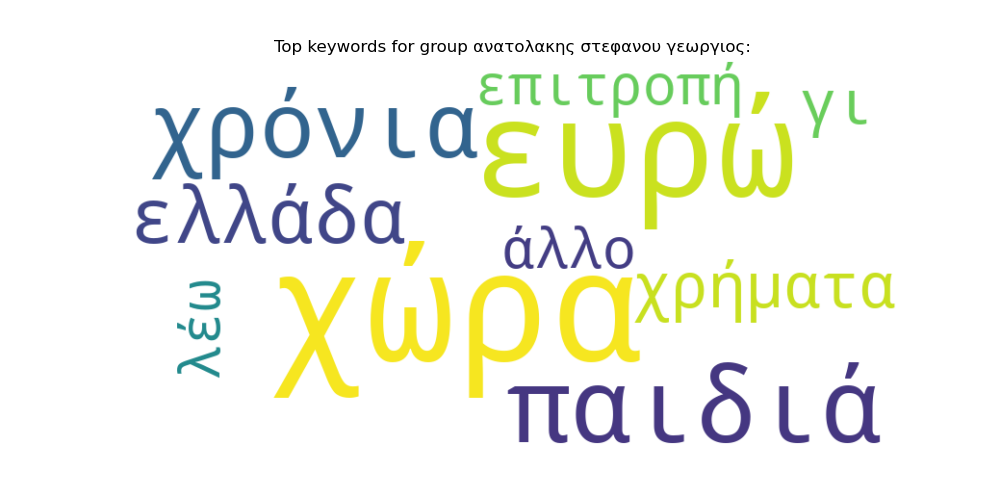 Top keywords for group ανατολακης στεφανου γεωργιος:
επιτροπή
γι
χρόνια
ευρώ
ελλάδα
άλλο
χώρα
χρήματα
λέω
παιδιά